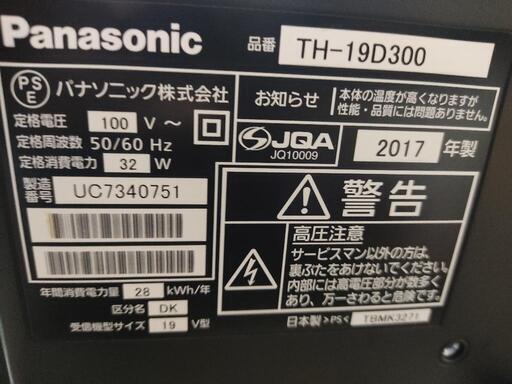 Panasonic
品番 TH-19D300
PS
E
パナソニック株式会社
定格電圧 100 V ～
定格周波数 50/60 Hz
定格消費電力 32 W
製造番号 UC7340751
年間消費電力量 28 kWh/年
区分名 DK
受信機型サイズ 19 V型
お知らせ
本体の温度が高くなりますが
性能・品質には問題ありません。
JQA
JQ10009
2017 年製
警告
高圧注意
サービスマン以外の方は、
裏ぶたをあけないでください。
内部には高電圧部分が数多く
あり、万一さわると危険です。
日本製 >PS< TBMK3271